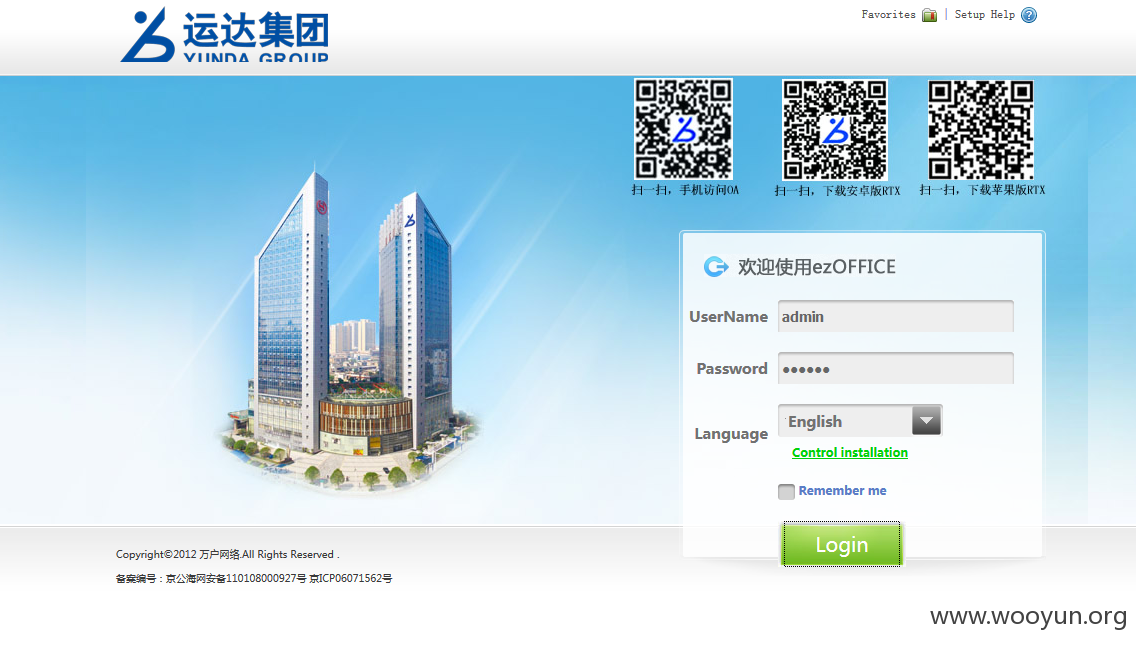 Favorites | Setup Help
运达集团
YUNDA GROUP
扫一扫，手机访问OA
扫一扫，下载安卓版RTX
扫一扫，下载苹果版RTX
欢迎使用ezOFFICE
UserName admin
Password ••••••
Language English
Control installation
Remember me
Login
Copyright©2012 万户网络.All Rights Reserved .
备案编号：京公海网安备110108000927号 京ICP06071562号
www.wooyun.org